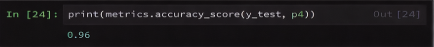 In [24]: print(metrics.accuracy_score(y_test, p4)) Out [24]
0.96